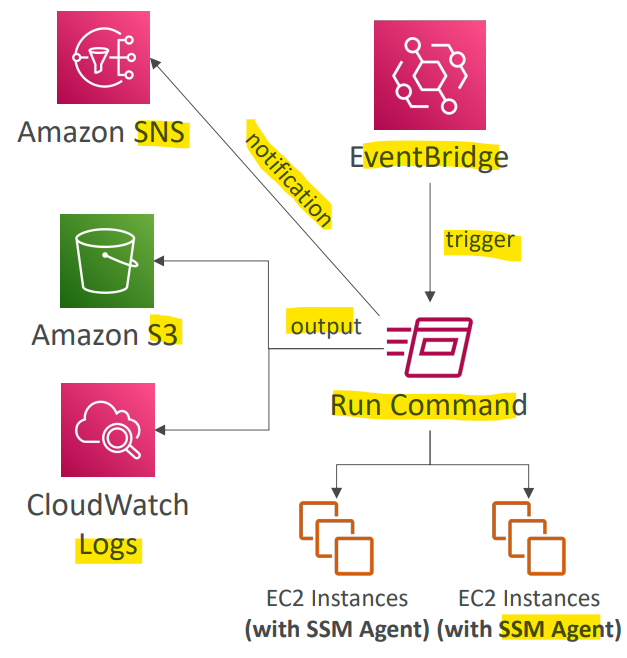 Amazon SNS
EventBridge
notification
trigger
Amazon S3
output
Run Command
CloudWatch
Logs
EC2 Instances
(with SSM Agent)
EC2 Instances
(with SSM Agent)